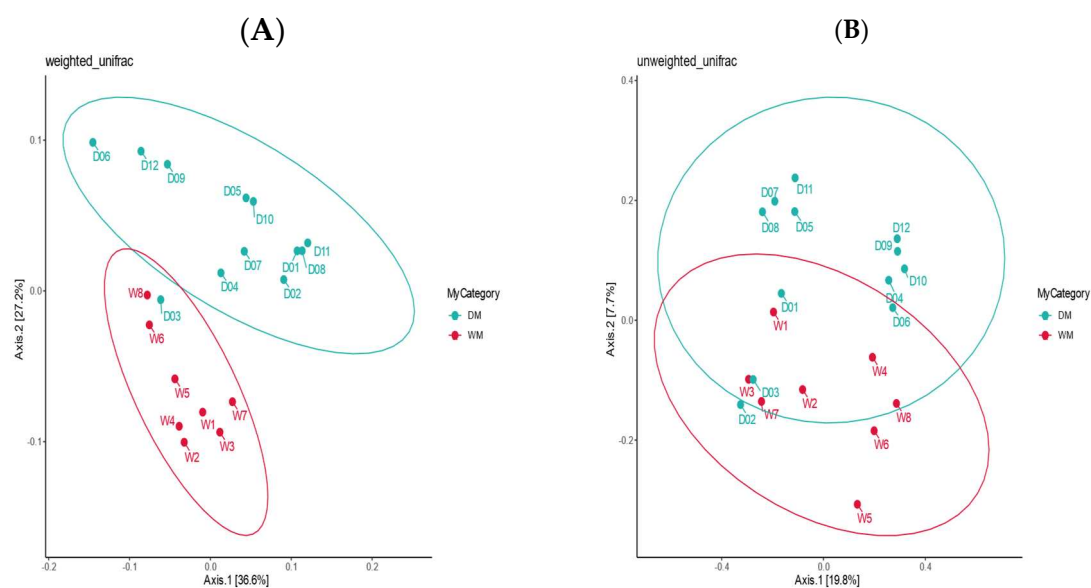 (A)
weighted_unifrac
0.1
0.0
-0.1
-0.2
-0.1
0.0
0.1
0.2
Axis.1 [36.6%]
Axis.2 [27.2%]
D06
D12
D09
D05
D10
D11
D01
D08
D07
D04
D02
W8
D03
W6
W5
W7
W1
W4
W3
W2
MyCategory
DM
WM
(B)
unweighted_unifrac
0.4
0.2
0.0
-0.2
-0.4
0.0
0.4
Axis.1 [19.8%]
Axis.2 [7.7%]
D07
D11
D08
D05
D12
D09
D10
D04
D01
D06
W1
W4
W3
D03
W2
D02
W7
W8
W6
W5
MyCategory
DM
WM